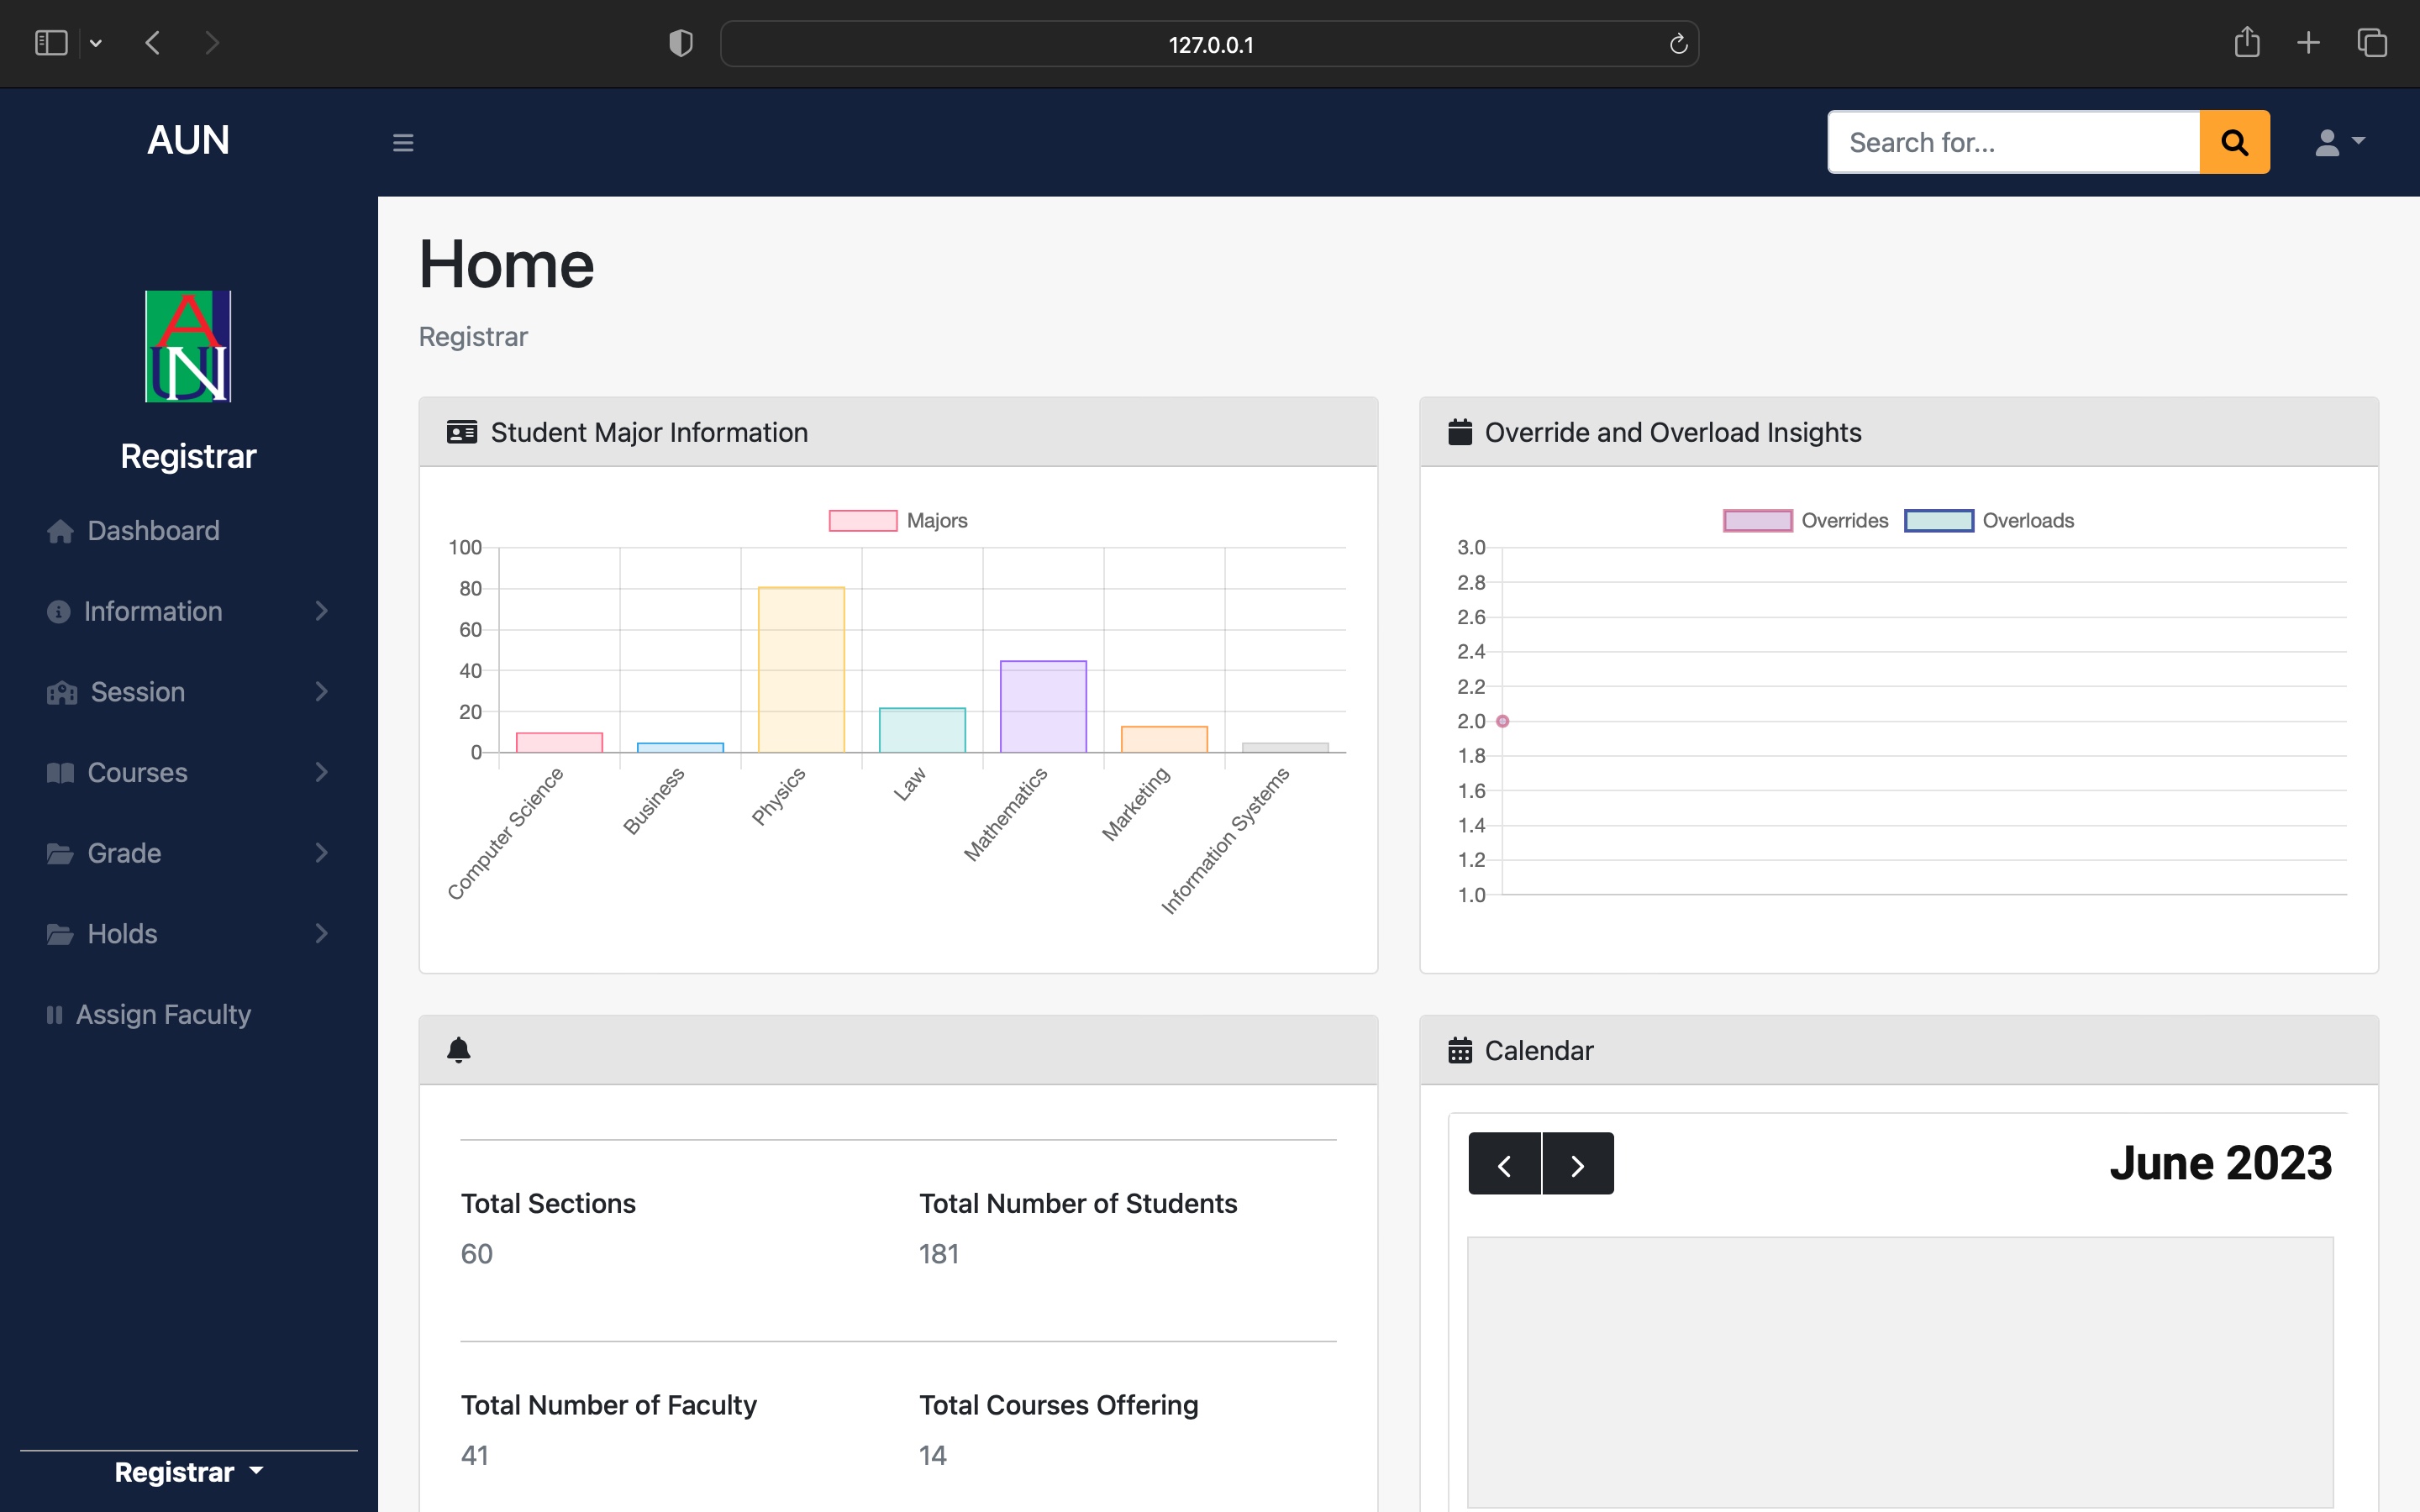 127.0.0.1
AUN
Search for...
AUN
Registrar
Dashboard
Information
Session
Courses
Grade
Holds
Assign Faculty
Registrar
Home
Registrar
Student Major Information
Majors
100
80
60
40
20
0
Computer Science
Business
Physics
Law
Mathematics
Marketing
Information Systems
Override and Overload Insights
Overrides Overloads
3.0
2.8
2.6
2.4
2.2
2.0
1.8
1.6
1.4
1.2
1.0
Total Sections
60
Total Number of Students
181
Total Number of Faculty
41
Total Courses Offering
14
Calendar
June 2023